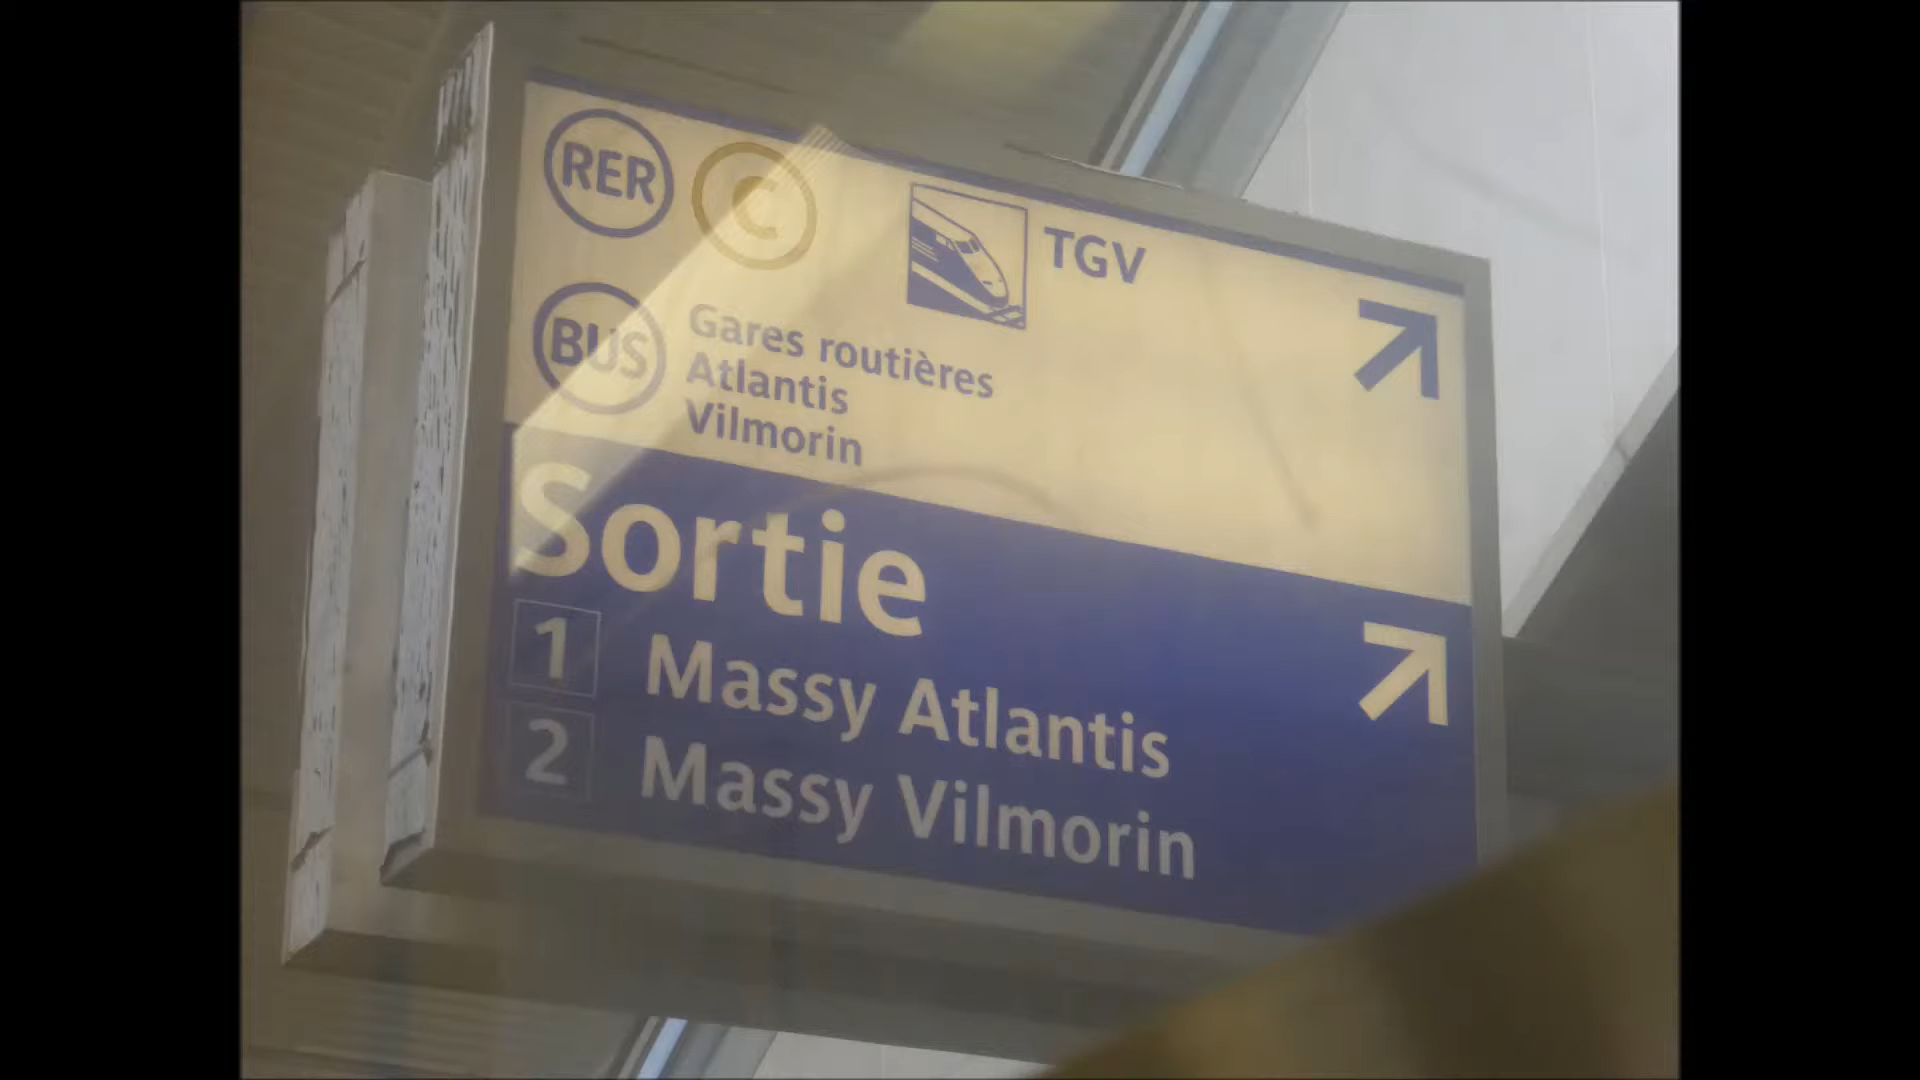 RER C
TGV
BUS Gares routières
Atlantis
Vilmorin
Sortie
1 Massy Atlantis
2 Massy Vilmorin